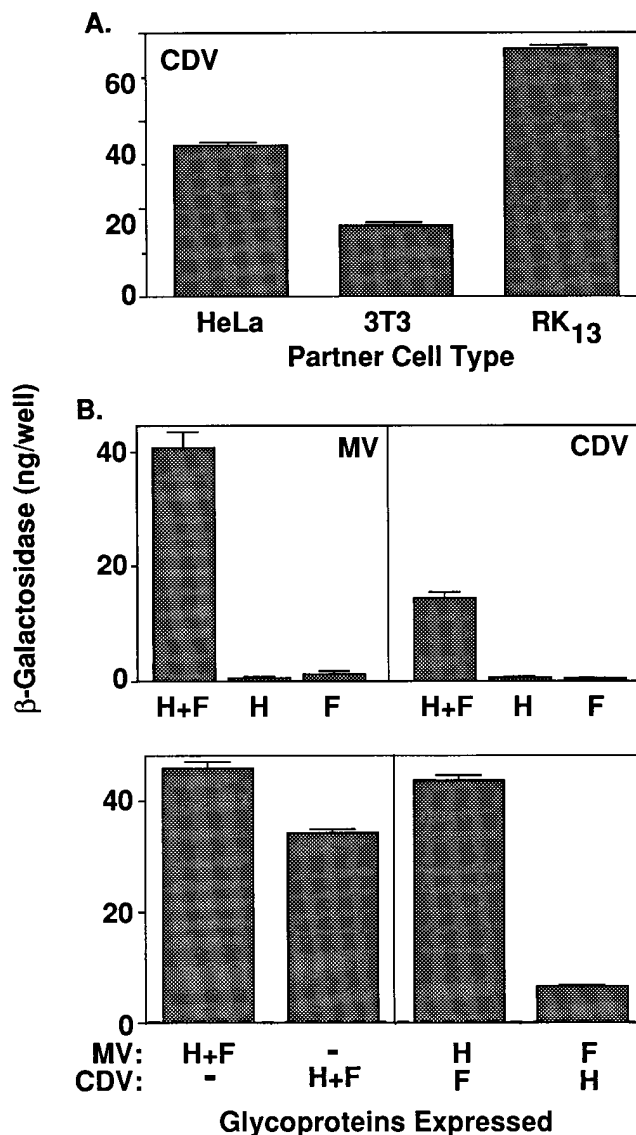 A.
CDV
60
40
20
0
HeLa 3T3 RK13
Partner Cell Type
β-Galactosidase (ng/well)
B.
MV CDV
40
20
0
H+F H F H+F H F
40
20
0
MV: H+F - H F
CDV: - H+F F H
Glycoproteins Expressed